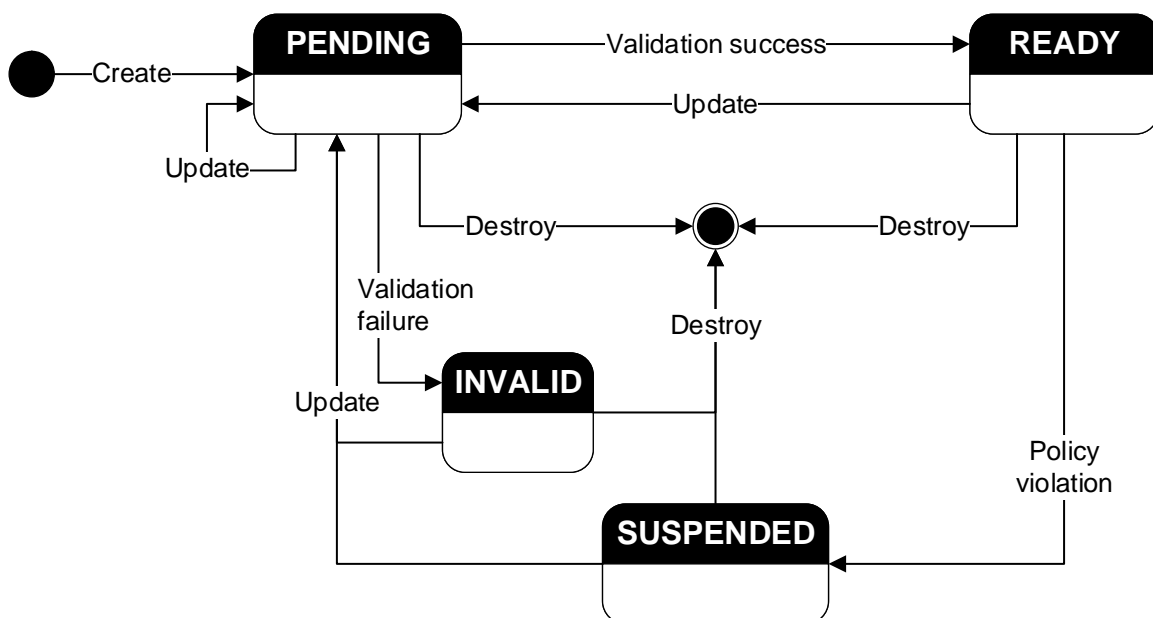 PENDING
Validation success
READY
Create
Update
Update
Destroy
Destroy
Validation
failure
Destroy
INVALID
Update
Policy
violation
SUSPENDED